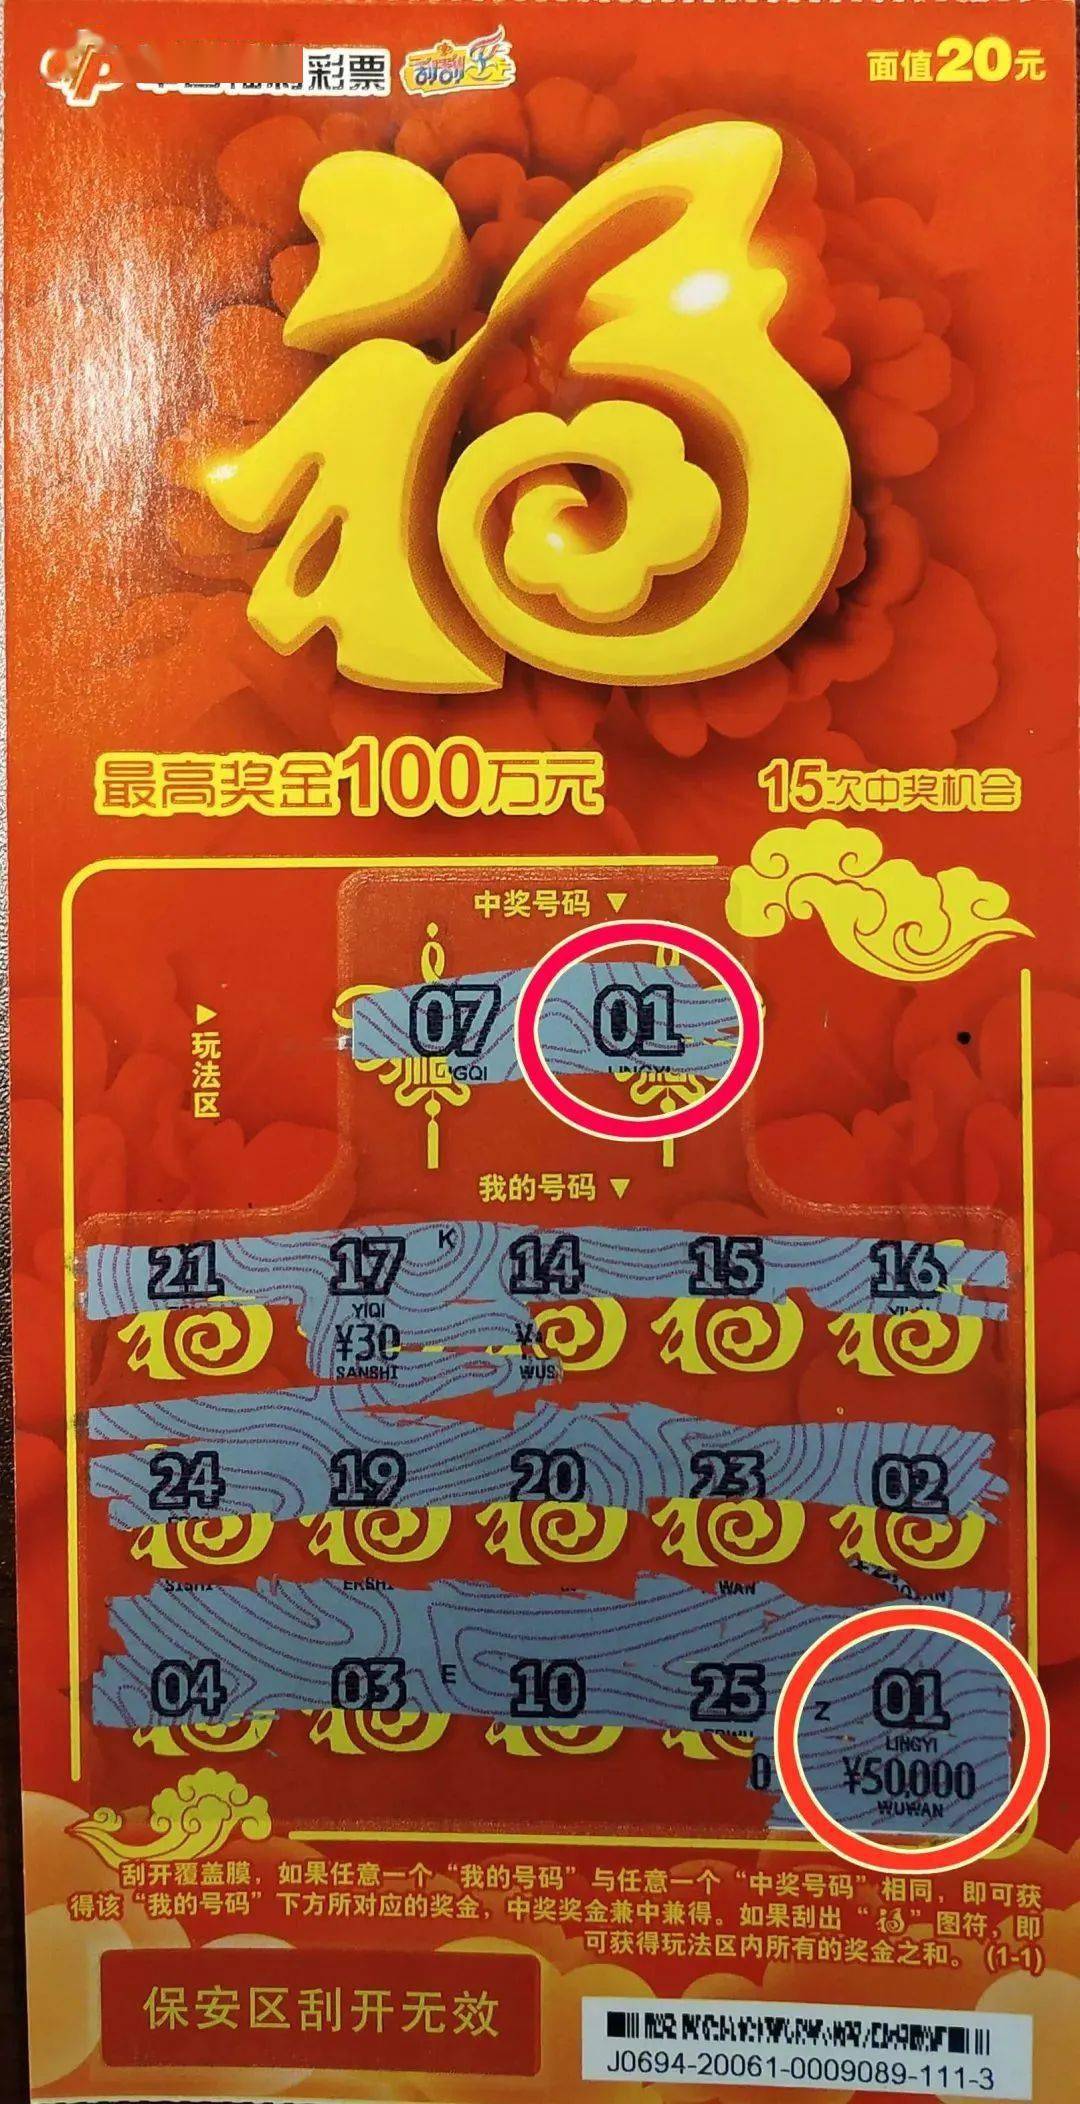 彩票 刮刮乐
面值20元
福
最高奖金100万元
15次中奖机会
中奖号码▼
▶玩法区
07 01
我的号码▼
21 17 K 14 15 16
YIQI
¥30
SANSHI
24 19 20 23 02
WAN
04 03 E 10 25 Z 01
LINGYI
0 ¥50,000
WUWAN
刮开覆盖膜，如果任意一个“我的号码”与任意一个“中奖号码”相同，即可获
得该“我的号码”下方所对应的奖金，中奖奖金兼中兼得。如果刮出“福”图符，即
可获得玩法区内所有的奖金之和。(1-1)
保安区刮开无效
J0694-20061-0009089-111-3